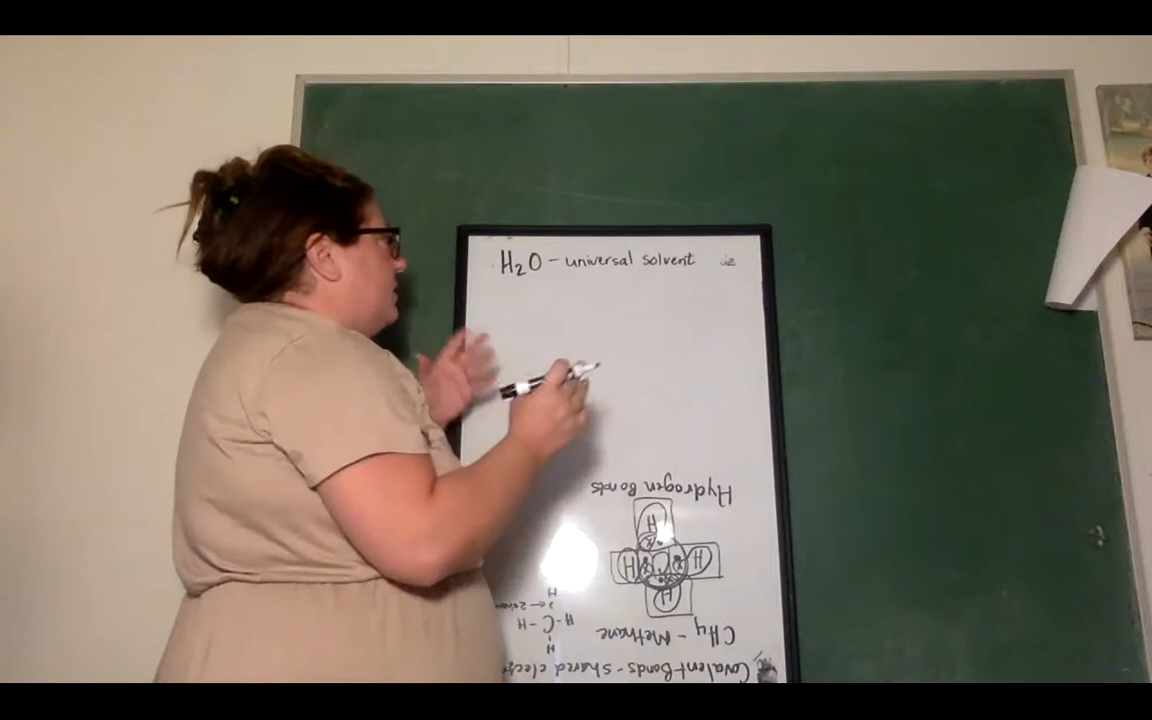 H2O - universal solvent
Covalent Bonds - shared elect
CH4 - Methane
H
H - C - H
H
H
H
C
H
H
Hydrogen Bonds